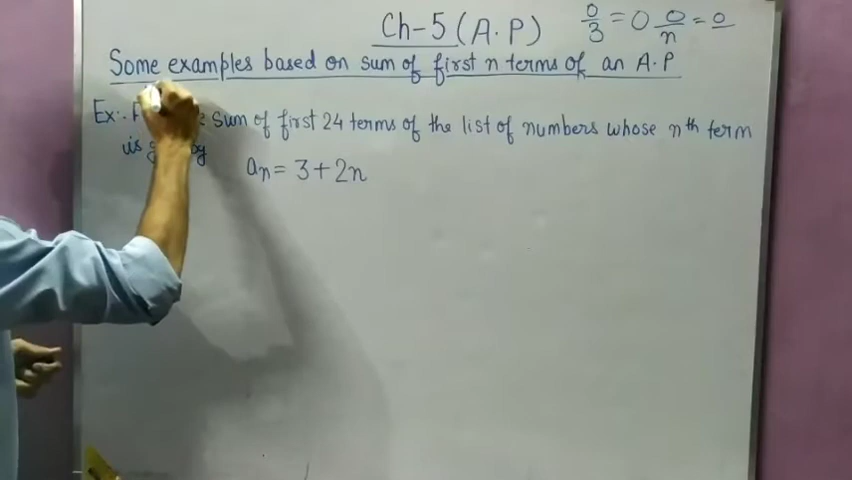 Ch-5 (A.P)
0/3 = 0 0/n = 0
Some examples based on sum of first n terms of an A.P
Ex:- sum of first 24 terms of the list of numbers whose nth term
is by
an = 3+2n